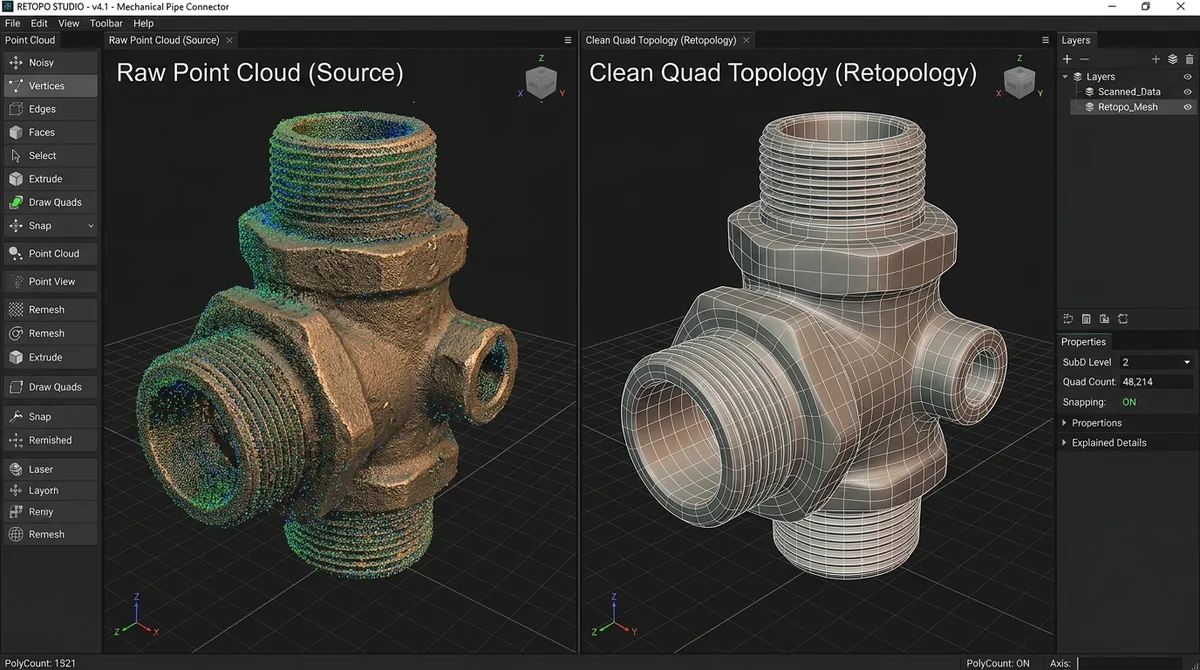 RETOPO STUDIO - v4.1 - Mechanical Pipe Connector
File Edit View Toolbar Help
Point Cloud
Noisy
Vertices
Edges
Faces
Select
Extrude
Draw Quads
Snap
Point Cloud
Point View
Remesh
Remesh
Extrude
Draw Quads
Snap
Remished
Laser
Layorh
Reniy
Remesh
Raw Point Cloud (Source)
Raw Point Cloud (Source)
Z
X Y
Z
Z X
Clean Quad Topology (Retopology)
Clean Quad Topology (Retopology)
Z
X Y
Z
Z Y
Layers
Layers
Scanned_Data
Retopo_Mesh
Properties
SubD Level 2
Quad Count: 48,214
Snapping: ON
Propertions
Explained Details
PolyCount: 1921
PolyCount: ON Axis: